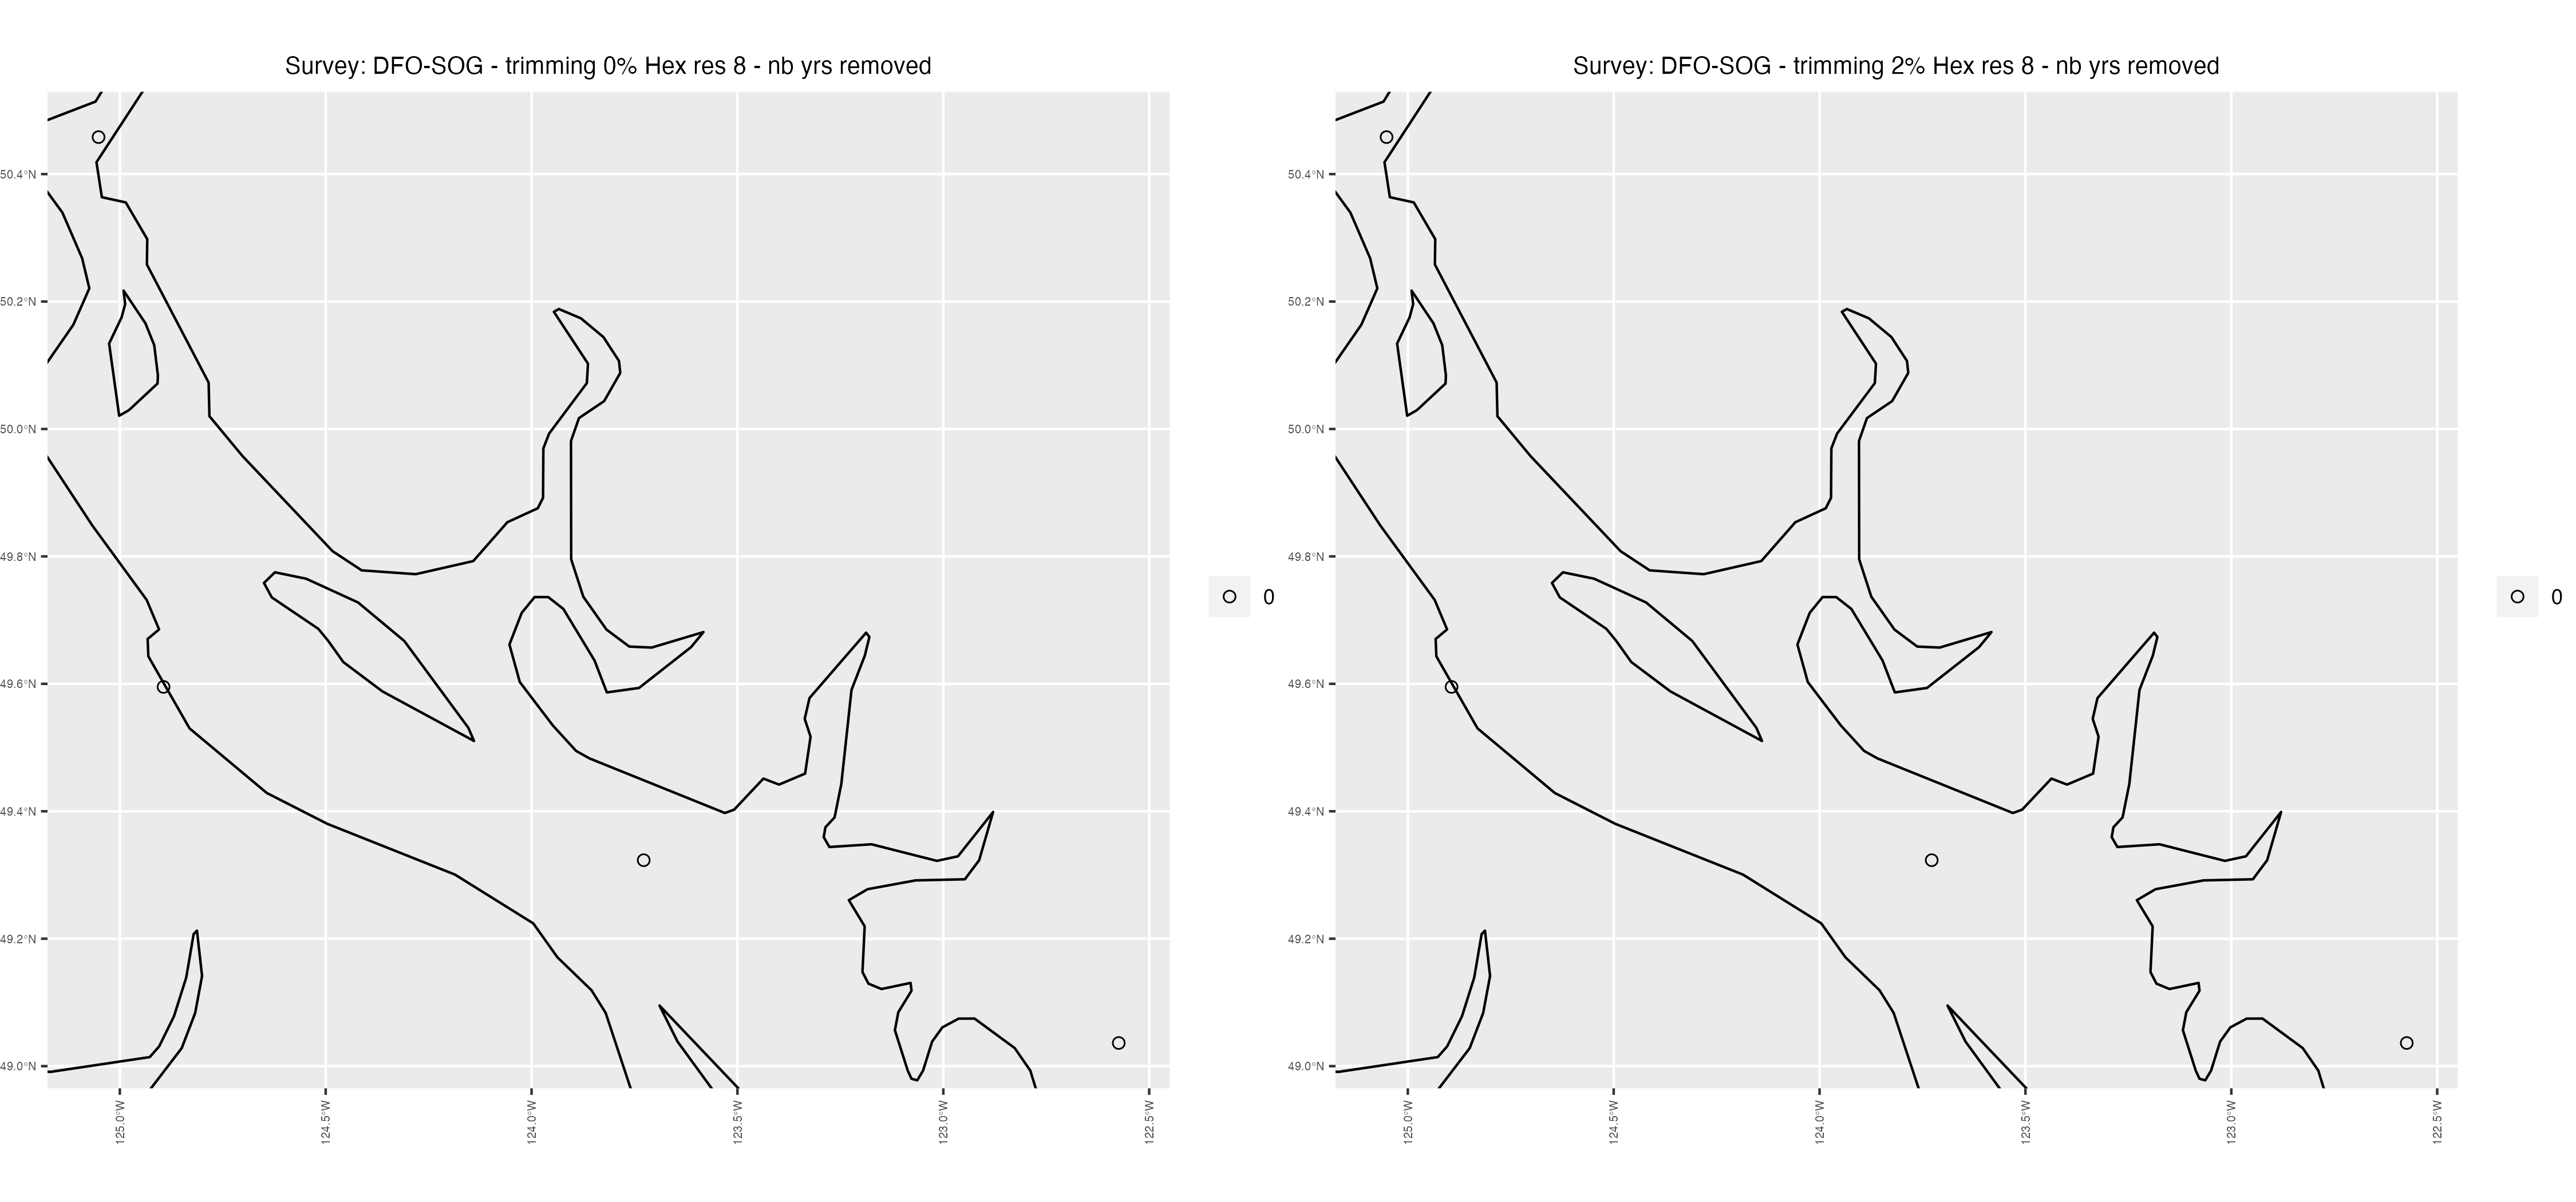 Survey: DFO-SOG - trimming 0% Hex res 8 - nb yrs removed
50.4°N
50.2°N
50.0°N
49.8°N
49.6°N
49.4°N
49.2°N
49.0°N
125.0°W
124.5°W
124.0°W
123.5°W
123.0°W
122.5°W
0
Survey: DFO-SOG - trimming 2% Hex res 8 - nb yrs removed
50.4°N
50.2°N
50.0°N
49.8°N
49.6°N
49.4°N
49.2°N
49.0°N
125.0°W
124.5°W
124.0°W
123.5°W
123.0°W
122.5°W
0